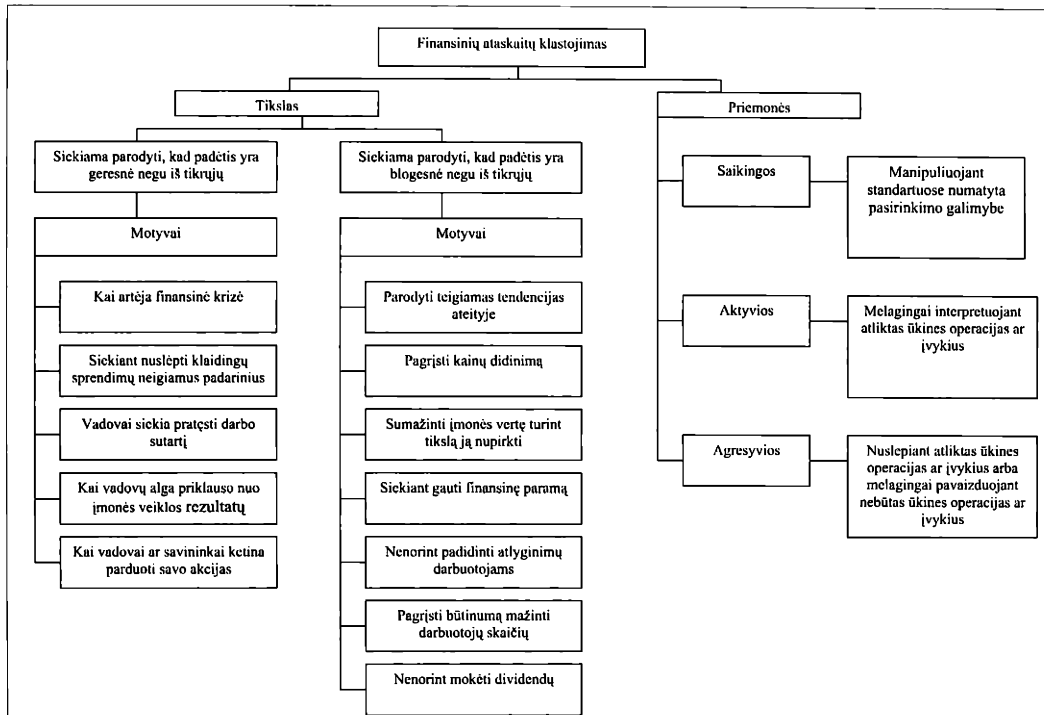 Finansinių ataskaitų klastojimas
Tikslas
Priemonės
Siekiama parodyti, kad padėtis yra
geresnė negu iš tikrųjų
Motyvai
Kai artėja finansinė krizė
Siekiant nuslėpti klaidingų
sprendimų neigiamus padarinius
Vadovai siekia pratęsti darbo
sutartį
Kai vadovų alga priklauso nuo
įmonės veiklos rezultatų
Kai vadovai ar savininkai ketina
parduoti savo akcijas
Siekiama parodyti, kad padėtis yra
blogesnė negu iš tikrųjų
Motyvai
Parodyti teigiamas tendencijas
ateityje
Pagrįsti kainų didinimą
Sumažinti įmonės vertę turint
tikslą ją nupirkti
Siekiant gauti finansinę paramą
Nenorint padidinti atlyginimų
darbuotojams
Pagrįsti būtinumą mažinti
darbuotojų skaičių
Nenorint mokėti dividendų
Saikingos
Manipuliuojant
standartuose numatyta
pasirinkimo galimybe
Aktyvios
Melagingai interpretuojant
atliktas ūkines operacijas ar
įvykius
Agresyvios
Nuslepiant atliktas ūkines
operacijas ar įvykius arba
melagingai pavaizduojant
nebūtas ūkines operacijas ar
įvykius